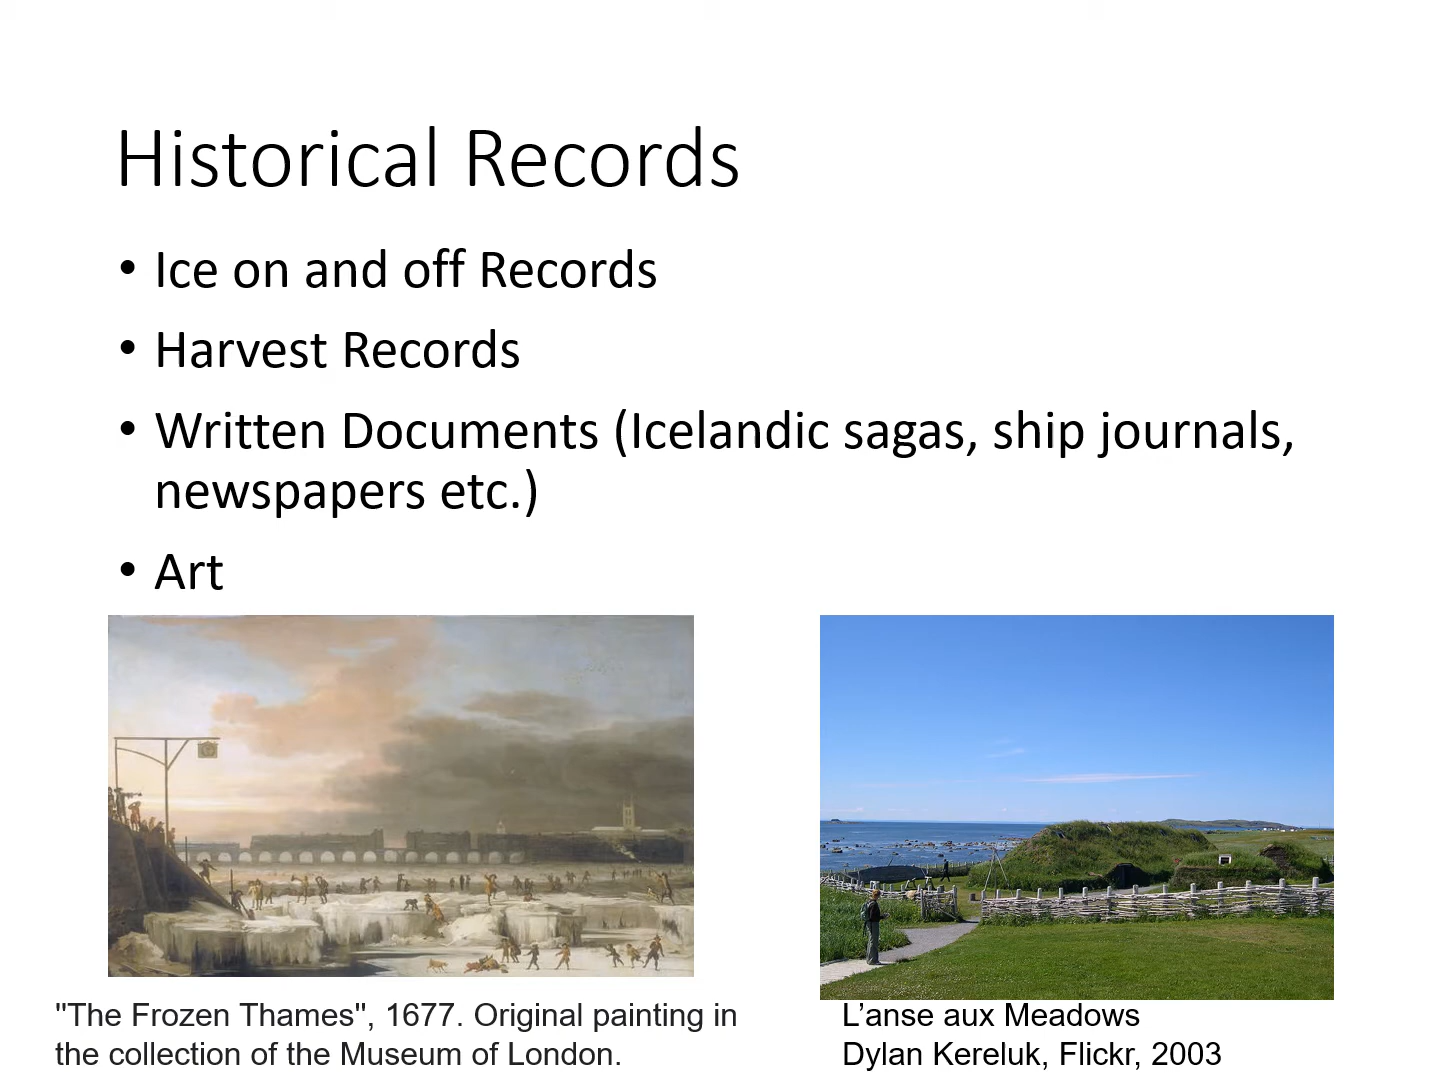 Historical Records
• Ice on and off Records
• Harvest Records
• Written Documents (Icelandic sagas, ship journals,
newspapers etc.)
• Art
"The Frozen Thames", 1677. Original painting in
the collection of the Museum of London.
L’anse aux Meadows
Dylan Kereluk, Flickr, 2003